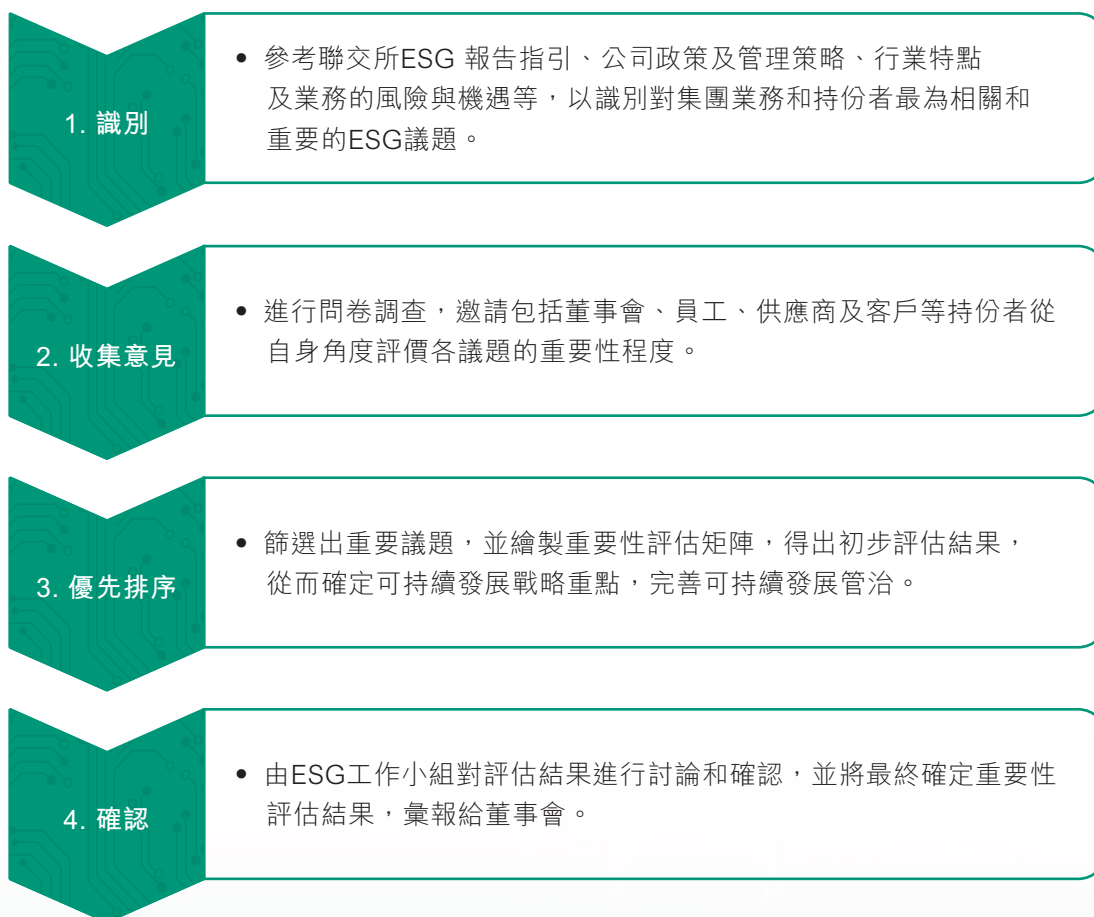 1. 識別
• 參考聯交所ESG 報告指引、公司政策及管理策略、行業特點
及業務的風險與機遇等，以識別對集團業務和持份者最為相關和
重要的ESG議題。
2. 收集意見
• 進行問卷調查，邀請包括董事會、員工、供應商及客戶等持份者從
自身角度評價各議題的重要性程度。
3. 優先排序
• 篩選出重要議題，並繪製重要性評估矩陣，得出初步評估結果，
從而確定可持續發展戰略重點，完善可持續發展管治。
4. 確認
• 由ESG工作小組對評估結果進行討論和確認，並將最終確定重要性
評估結果，彙報給董事會。